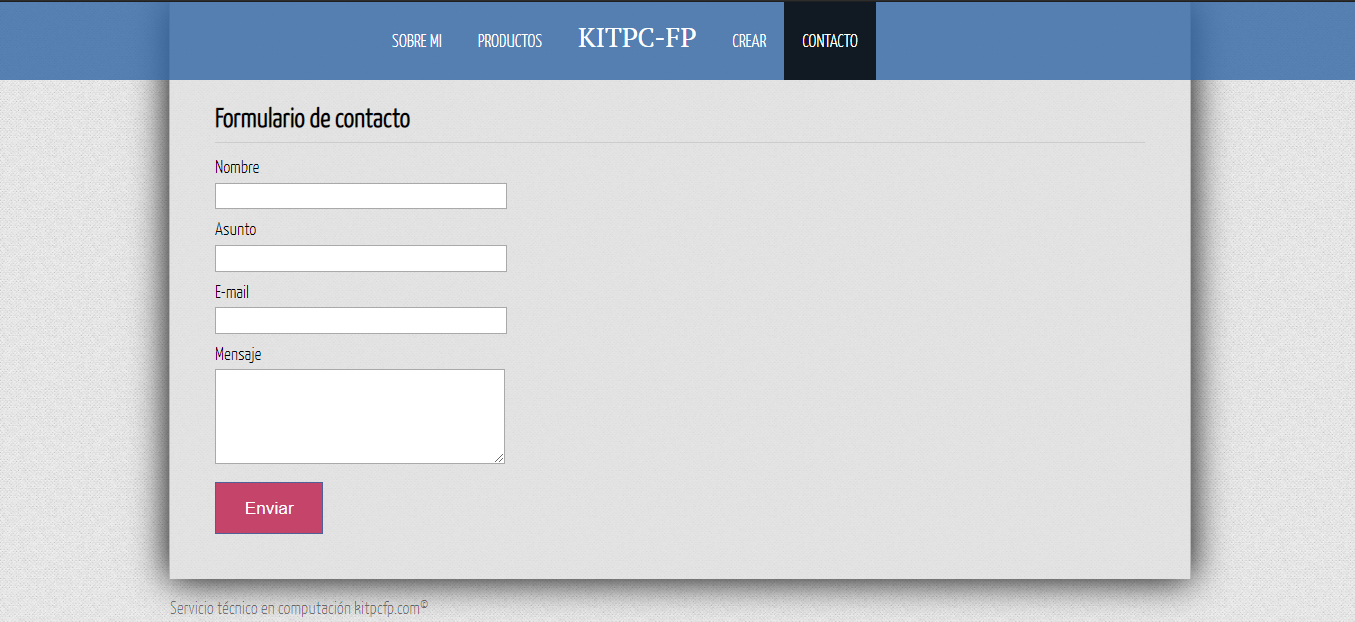 SOBRE MI PRODUCTOS KITPC-FP CREAR CONTACTO
Formulario de contacto
Nombre
Asunto
E-mail
Mensaje
Enviar
Servicio técnico en computación kitpcfp.com©